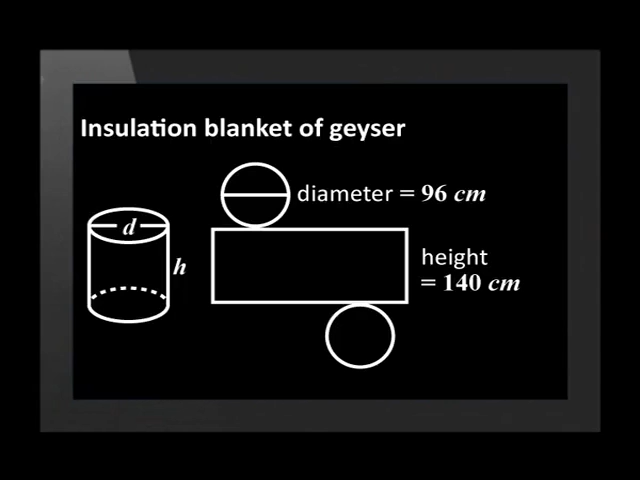 Insulation blanket of geyser
diameter = 96 cm
d
h
height
= 140 cm